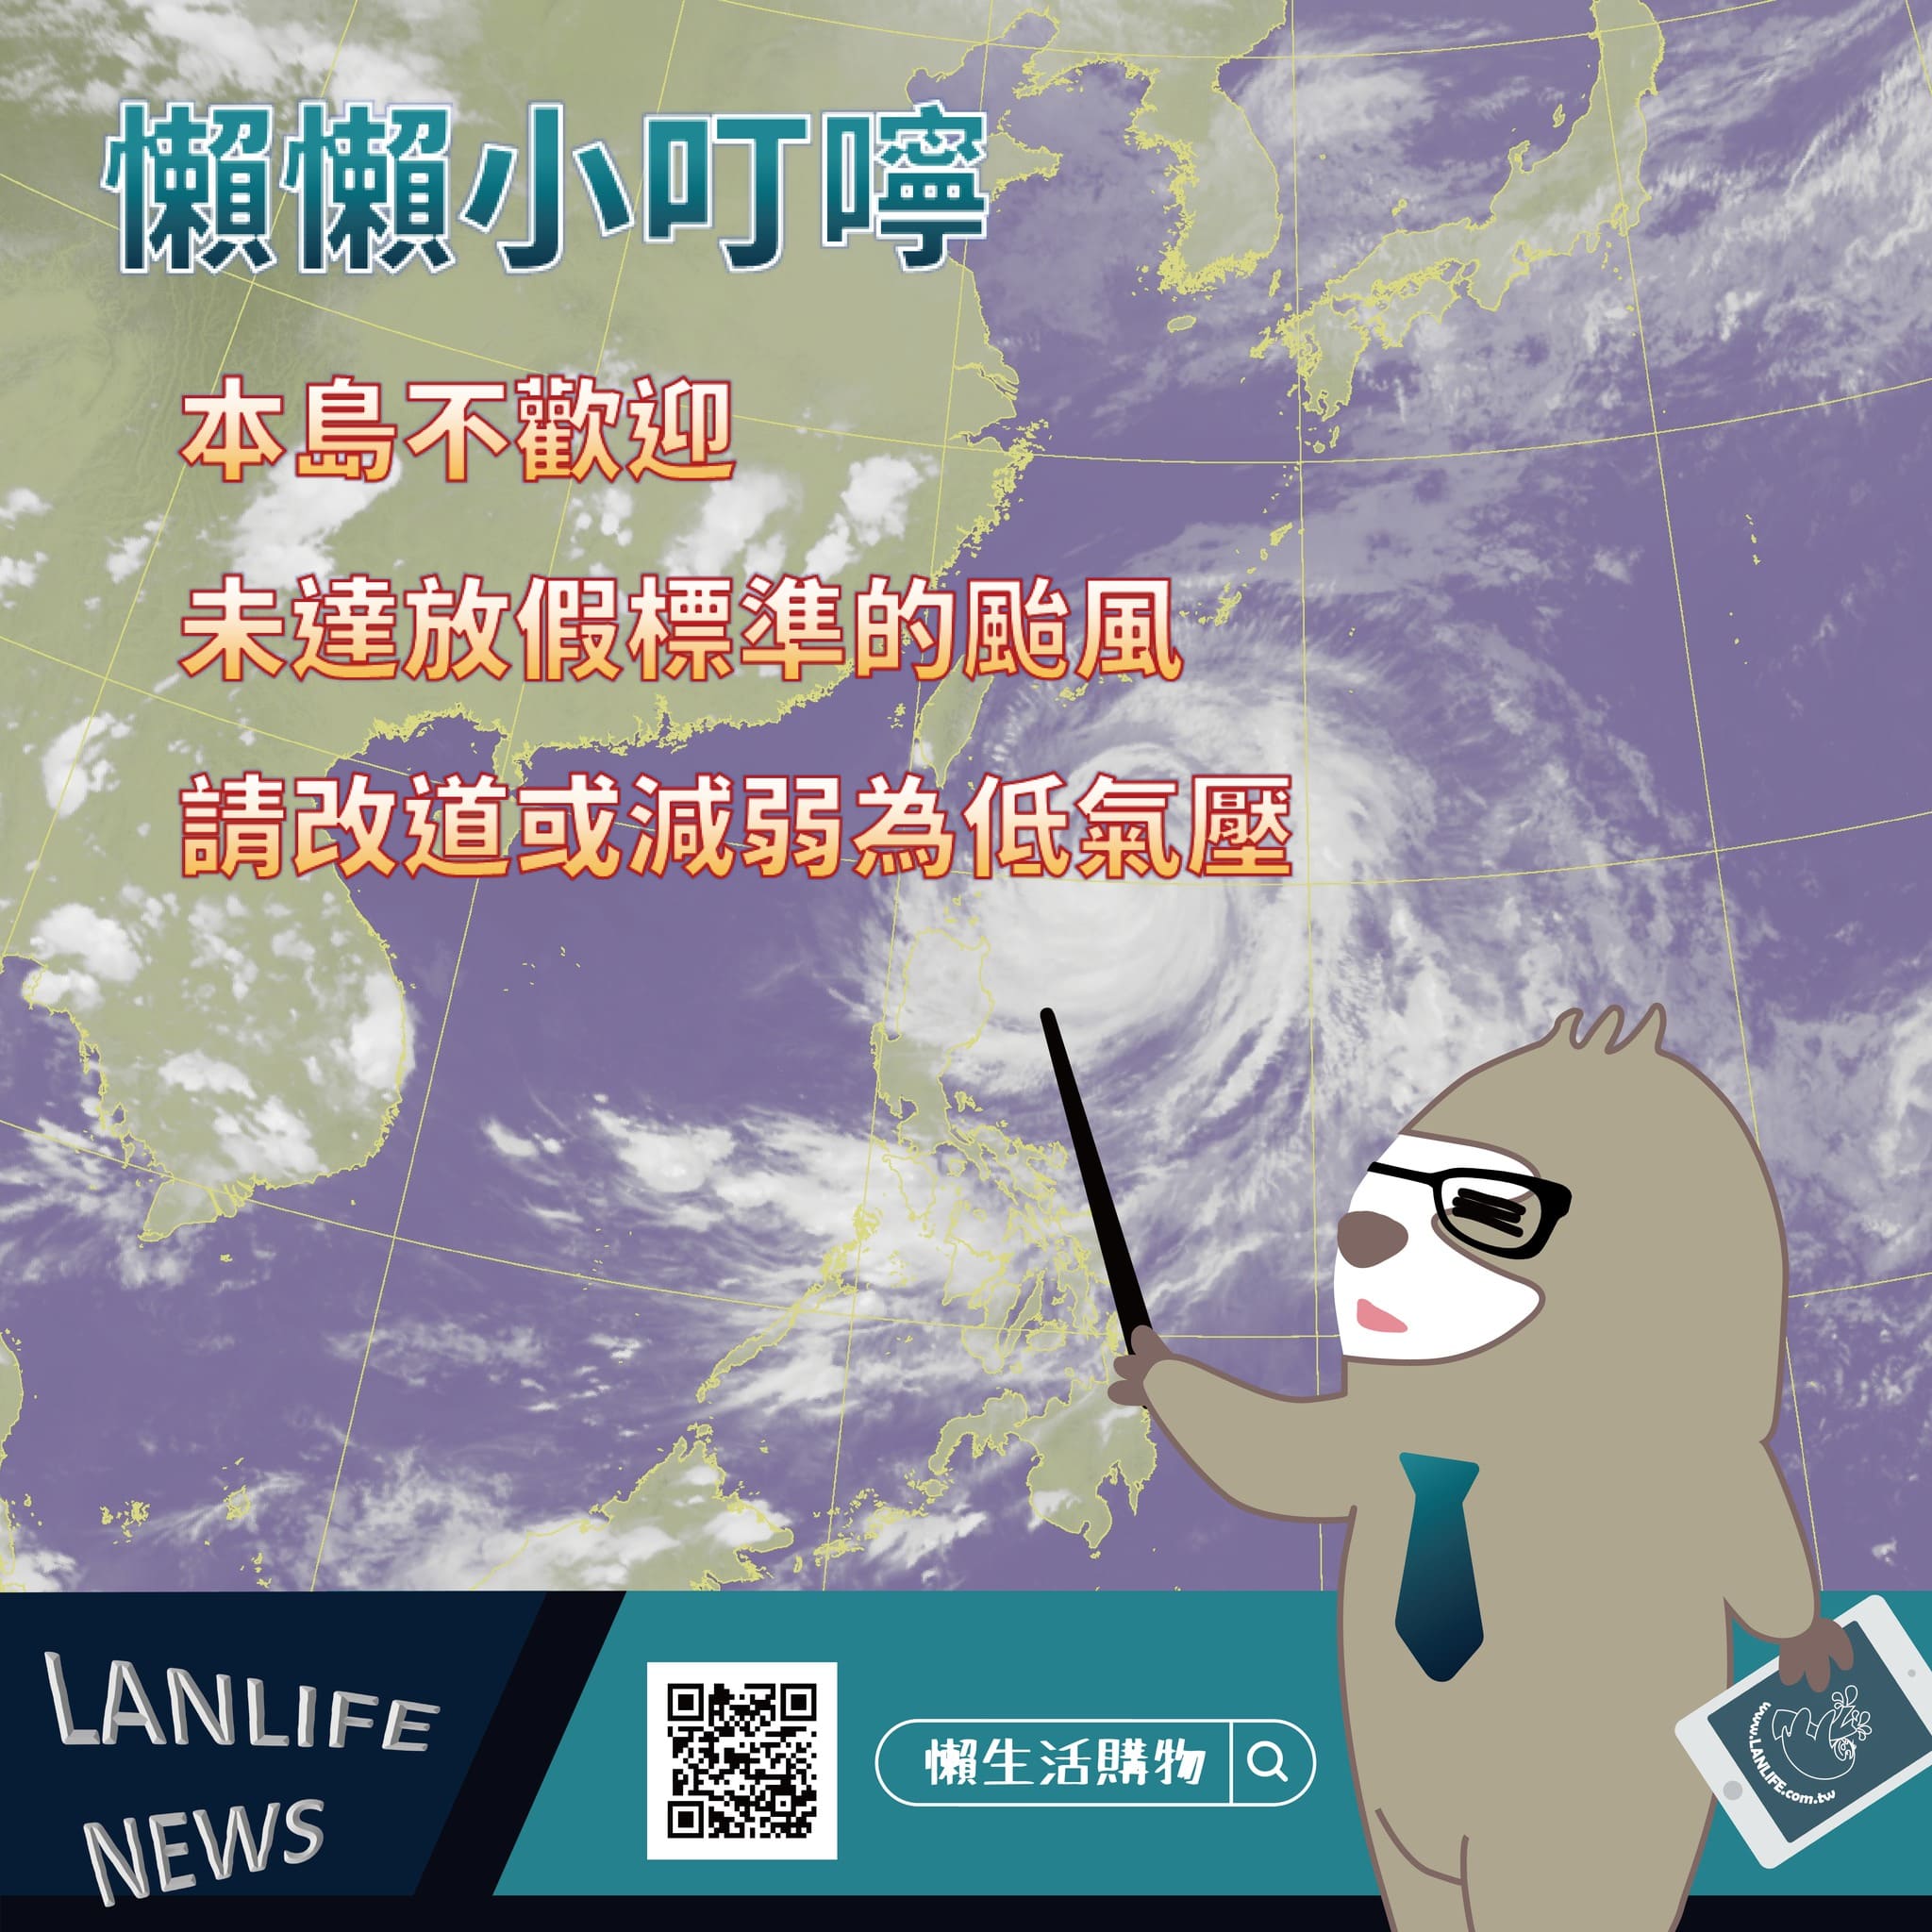 懶懶小叮嚀
本島不歡迎
未達放假標準的颱風
請改道或減弱為低氣壓
LANLIFE
NEWS
懶生活購物
www.LANLIFE.com.tw